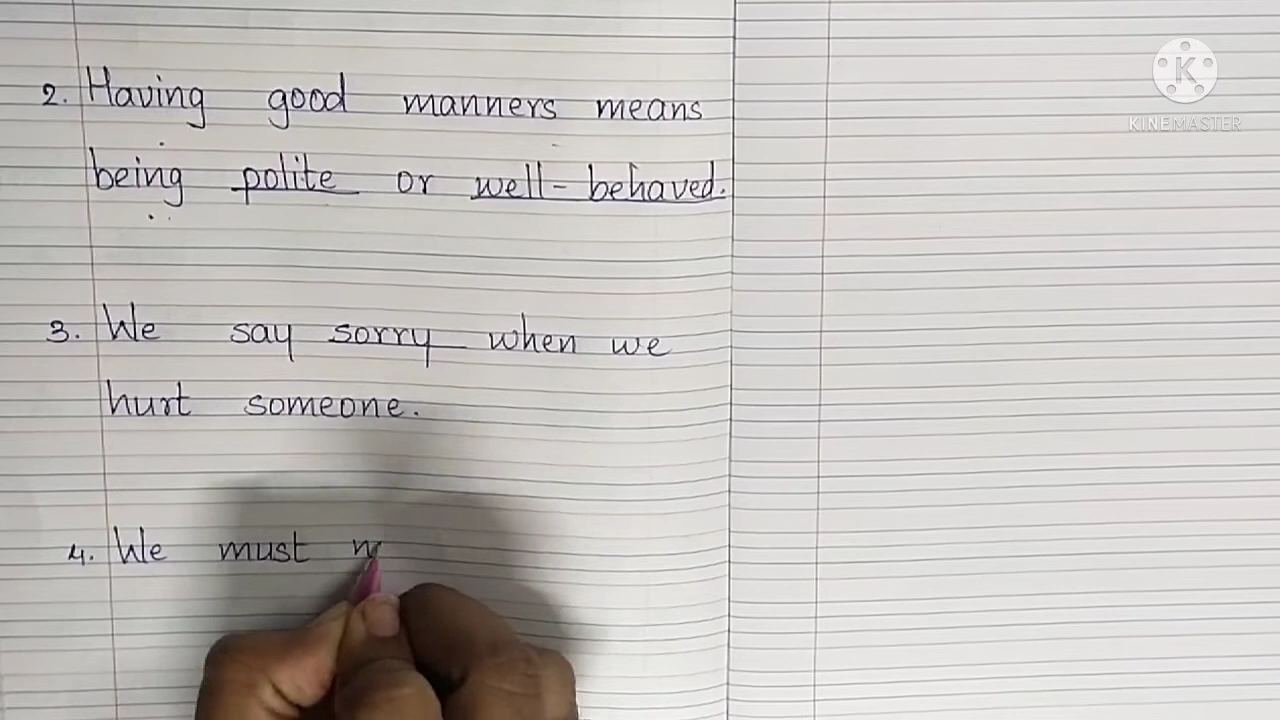 2. Having good manners means
being polite or well-behaved.
3. We say sorry when we
hurt someone.
4. We must
K
KINEMASTER